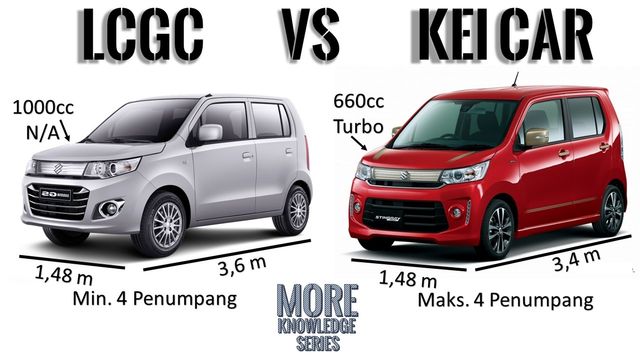 LCGC VS KEI CAR
1000cc
N/A
660cc
Turbo
STINGRAY
1,48 m
3,6 m
1,48 m
3,4 m
Min. 4 Penumpang
Maks. 4 Penumpang
MORE
KNOWLEDGE
SERIES